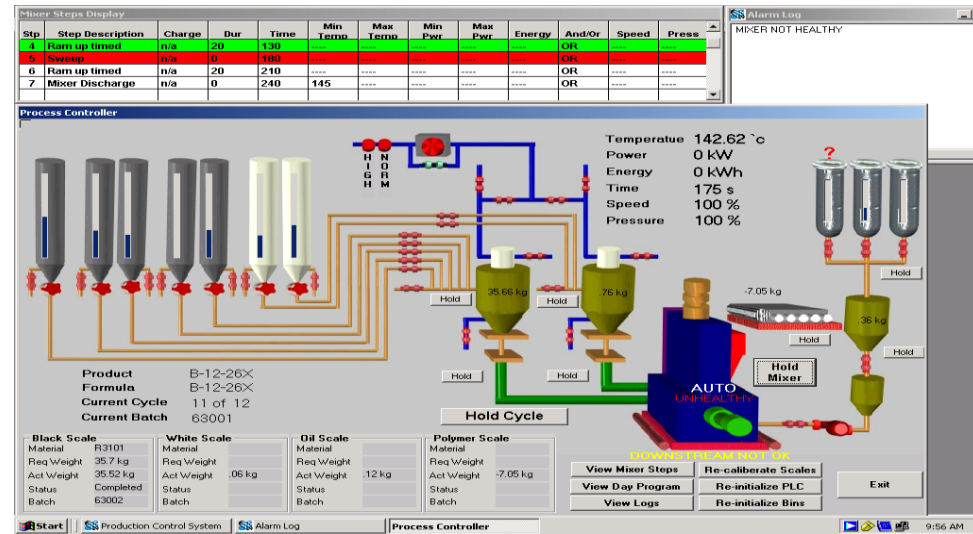 Mixer Steps Display
Stp Step Description Charge Dur Time Min Temp Max Temp Min Pwr Max Pwr Energy And/Or Speed Press
4 Ram up timed n/a 20 130 ---- ---- ---- ---- ---- OR ---- ----
5 Sweep n/a 0 180 ---- ---- ---- ---- ---- OR ---- ----
6 Ram up timed n/a 20 210 ---- ---- ---- ---- ---- OR ---- ----
7 Mixer Discharge n/a 0 240 145 ---- ---- ---- ---- OR ---- ----
Alarm Log
MIXER NOT HEALTHY
Process Controller
HIGH
NORM
Temperatue 142.62 `c
Power 0 kW
Energy 0 kWh
Time 175 s
Speed 100 %
Pressure 100 %
?
Hold
35.66 kg
Hold
.76 kg
Hold
-7.05 kg
Hold
.36 kg
Hold
Hold
Hold
Hold Mixer
AUTO
UNHEALTHY
DOWNSTREAM NOT OK
Product B-12-26X
Formula B-12-26X
Current Cycle 11 of 12
Current Batch 63001
Hold Cycle
Black Scale
Material R3101
Req Weight 35.7 kg
Act Weight 35.52 kg
Status Completed
Batch 63002
White Scale
Material
Req Weight
Act Weight .06 kg
Status
Batch
Oil Scale
Material
Req Weight
Act Weight .12 kg
Status
Batch
Polymer Scale
Material
Req Weight
Act Weight -7.05 kg
Status
Batch
View Mixer Steps
Re-calibrate Scales
View Day Program
Re-initialize PLC
View Logs
Re-initialize Bins
Exit
Start
Production Control System
Alarm Log
Process Controller
9:56 AM